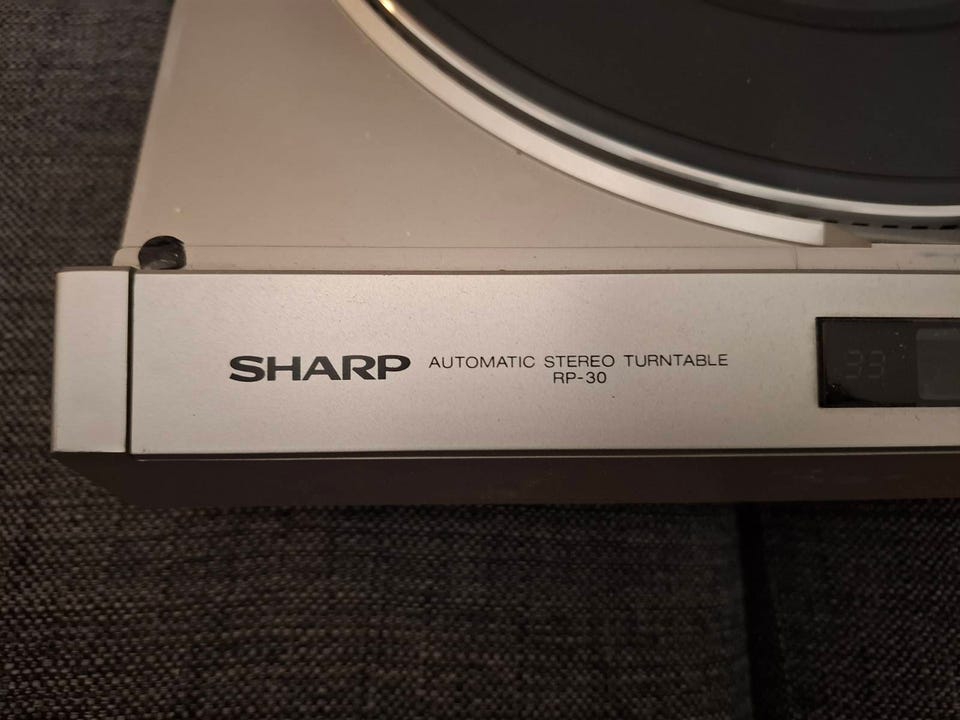 SHARP AUTOMATIC STEREO TURNTABLE
RP-30
33